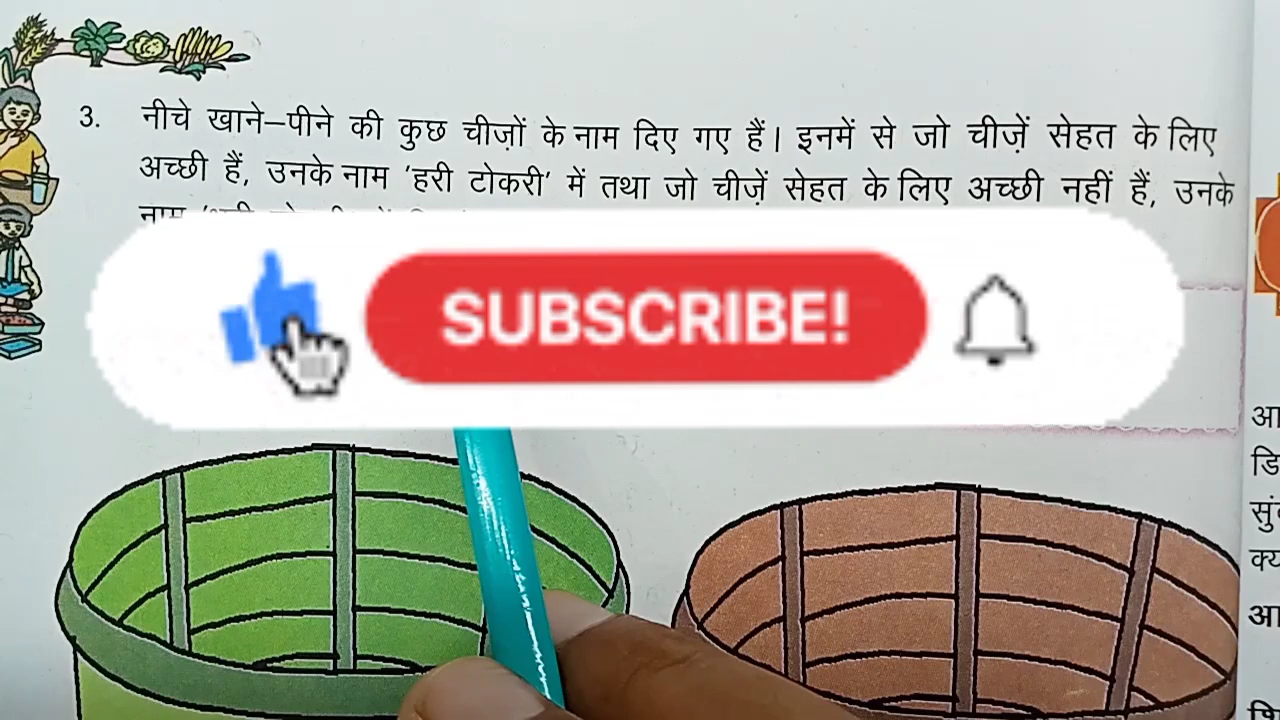 3. नीचे खाने–पीने की कुछ चीज़ों के नाम दिए गए हैं। इनमें से जो चीज़ें सेहत के लिए
अच्छी हैं, उनके नाम 'हरी टोकरी' में तथा जो चीज़ें सेहत के लिए अच्छी नहीं हैं, उनके
नाम
SUBSCRIBE!